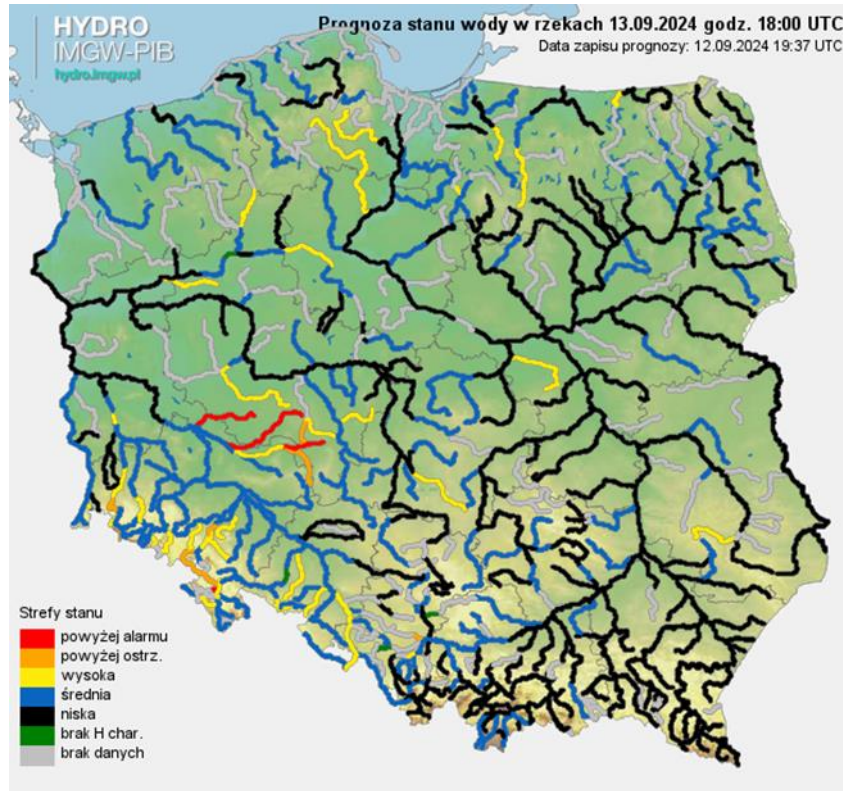 HYDRO
IMGW-PIB
hydro.imgw.pl
Prognoza stanu wody w rzekach 13.09.2024 godz. 18:00 UTC
Data zapisu prognozy: 12.09.2024 19:37 UTC
Strefy stanu
powyżej alarmu
powyżej ostrz.
wysoka
średnia
niska
brak H char.
brak danych